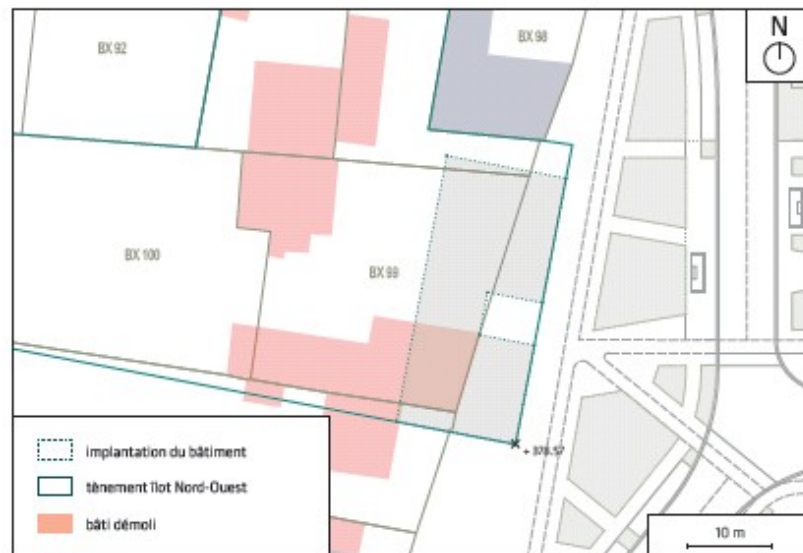 N
BX 92
BX 98
BX 100
BX 99
+ 378.57
implantation du bâtiment
tènement îlot Nord-Ouest
bâti démoli
10 m